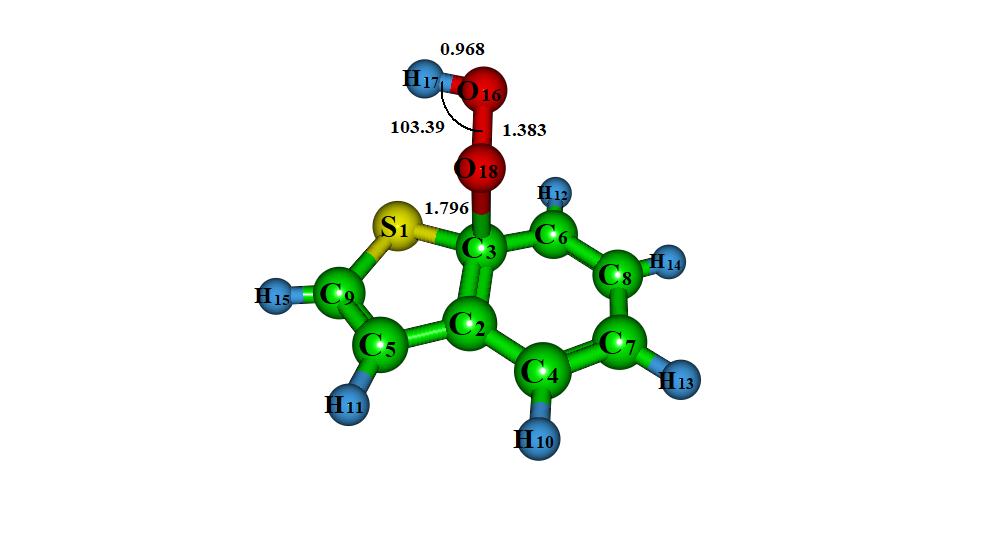 0.968
H17
O16
103.39
1.383
O18
H12
1.796
S1
C3
C6
C8
H14
H15
C9
C2
C5
C7
C4
H13
H11
H10